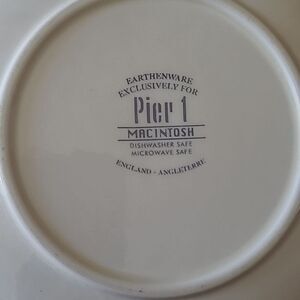 EARTHENWARE
EXCLUSIVELY FOR
Pier 1
MACINTOSH
DISHWASHER SAFE
MICROWAVE SAFE
ENGLAND - ANGLETERRE